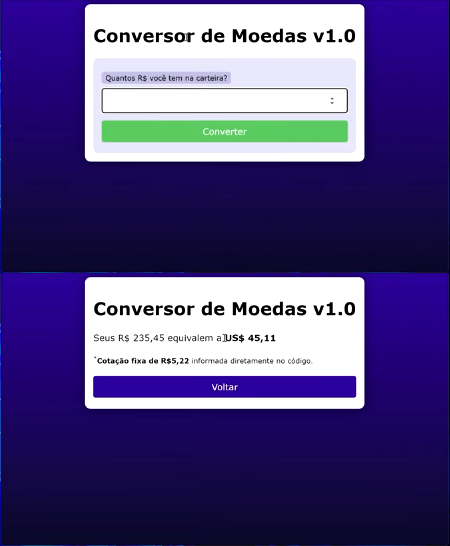 Conversor de Moedas v1.0
Quantos R$ você tem na carteira?
Converter
Conversor de Moedas v1.0
Seus R$ 235,45 equivalem a US$ 45,11
*Cotação fixa de R$5,22 informada diretamente no código.
Voltar